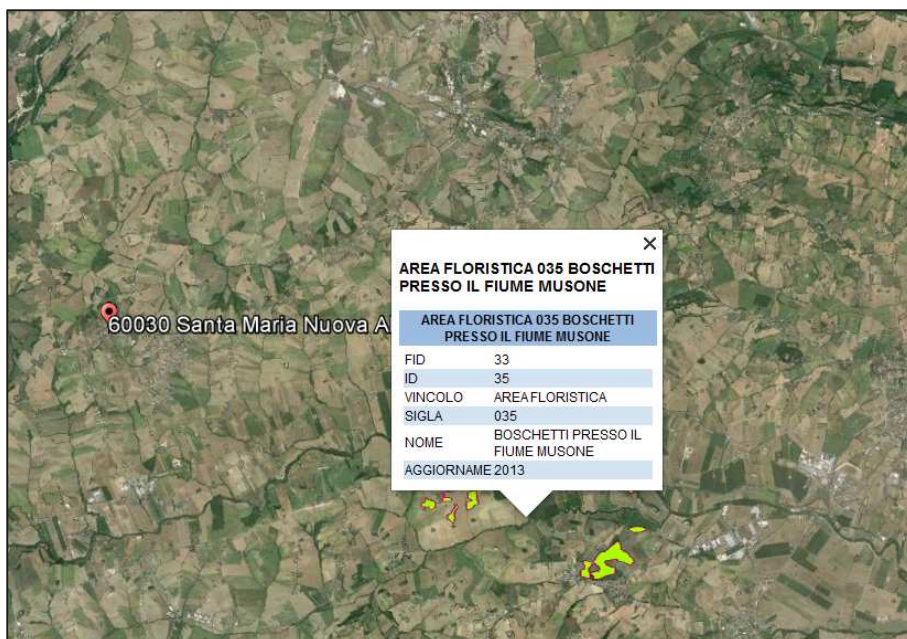 AREA FLORISTICA 035 BOSCHETTI
PRESSO IL FIUME MUSONE
AREA FLORISTICA 035 BOSCHETTI
PRESSO IL FIUME MUSONE
FID 33
ID 35
VINCOLO AREA FLORISTICA
SIGLA 035
NOME BOSCHETTI PRESSO IL
FIUME MUSONE
AGGIORNAME 2013
60030 Santa Maria Nuova A